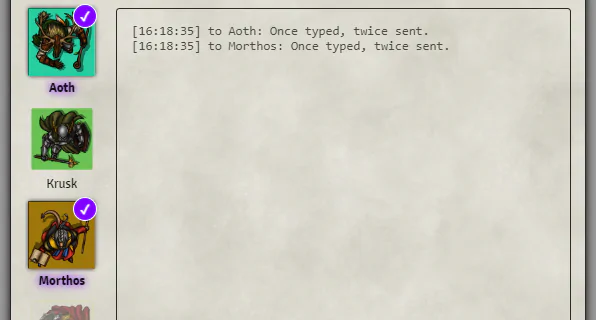 [16:18:35] to Aoth: Once typed, twice sent.
[16:18:35] to Morthos: Once typed, twice sent.
Aoth
Krusk
Morthos